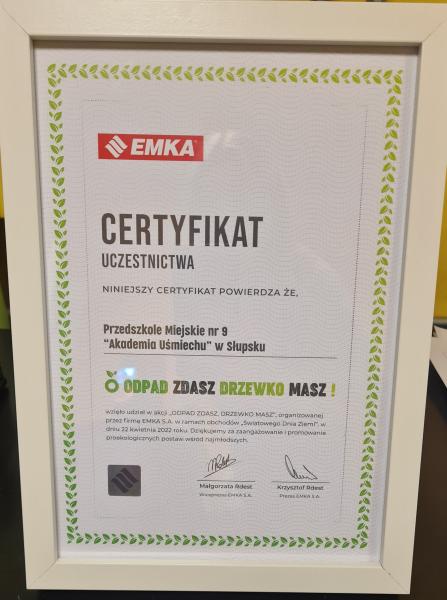 EMKA
CERTYFIKAT
UCZESTNICTWA
NINIEJSZY CERTYFIKAT POWIERDZA ŻE,
Przedszkole Miejskie nr 9
"Akademia Uśmiechu" w Słupsku
ODPAD ZDASZ DRZEWKO MASZ !
wzięło udział w akcji „ODPAD ZDASZ, DRZEWKO MASZ”, organizowanej
przez firmę EMKA S.A. w ramach obchodów „Światowego Dnia Ziemi”. w
dniu 22 kwietnia 2022 roku. Dziękujemy za zaangażowanie i promowanie
proekologicznych postaw wśród najmłodszych.
Małgorzata Rdest Krzysztof Rdest
Wiceprezes EMKA S.A. Prezes EMKA S.A.